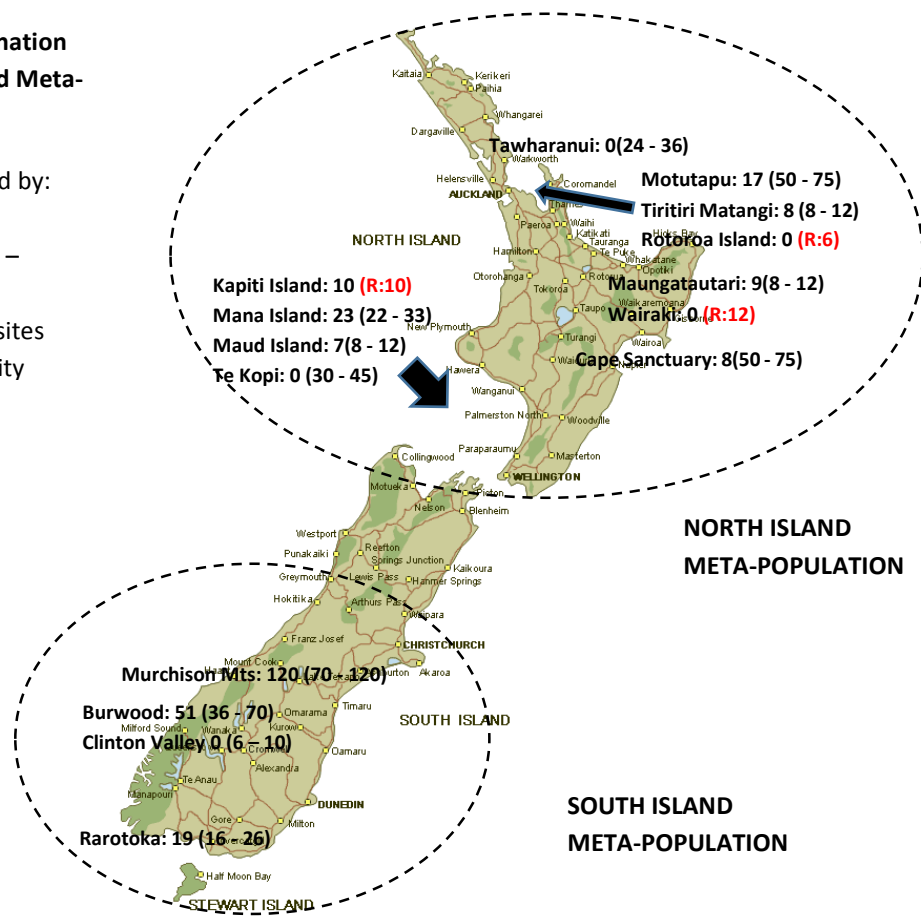 nation
d Meta-
d by:
–
sites
ity
Kaitaia
Kerikeri
Paihia
Whangarei
Dargaville
Tawharanui: 0(24 - 36)
Warkworth
Helensville
AUCKLAND
Coromandel
Motutapu: 17 (50 - 75)
Tiritiri Matangi: 8 (8 - 12)
Rotoroa Island: 0 (R:6)
Thames
Paeroa
Waihi
Katikati
Tauranga
Te Puke
Hicks Bay
Whakatane
Opotiki
NORTH ISLAND
Hamilton
Otorohanga
Rotorua
Tokoroa
Kapiti Island: 10 (R:10)
Mana Island: 23 (22 - 33)
Maud Island: 7(8 - 12)
Te Kopi: 0 (30 - 45)
Maungatautari: 9(8 - 12)
Waikaremoana
Wairaki: 0 (R:12)
Taupo
New Plymouth
Turangi
Wairoa
Cape Sanctuary: 8(50 - 75)
Napier
Hawera
Wanganui
Palmerston North
Woodville
Paraparaumu
Masterton
WELLINGTON
Collingwood
Motueka
Picton
Nelson
Blenheim
NORTH ISLAND
META-POPULATION
Westport
Punakaiki
Reefton
Springs Junction
Kaikoura
Greymouth
Lewis Pass
Hanmer Springs
Hokitika
Arthurs Pass
Waipara
Franz Josef
CHRISTCHURCH
Mount Cook
Akaroa
Murchison Mts: 120 (70 - 120)
Burwood: 51 (36 - 70)
Clinton Valley 0 (6 – 10)
Timaru
Omarama
SOUTH ISLAND
Milford Sound
Wanaka
Kurow
Cromwell
Oamaru
Alexandra
Te Anau
Manapouri
DUNEDIN
Gore
Milton
Rarotoka: 19 (16 - 26)
SOUTH ISLAND
META-POPULATION
Half Moon Bay
STEWART ISLAND